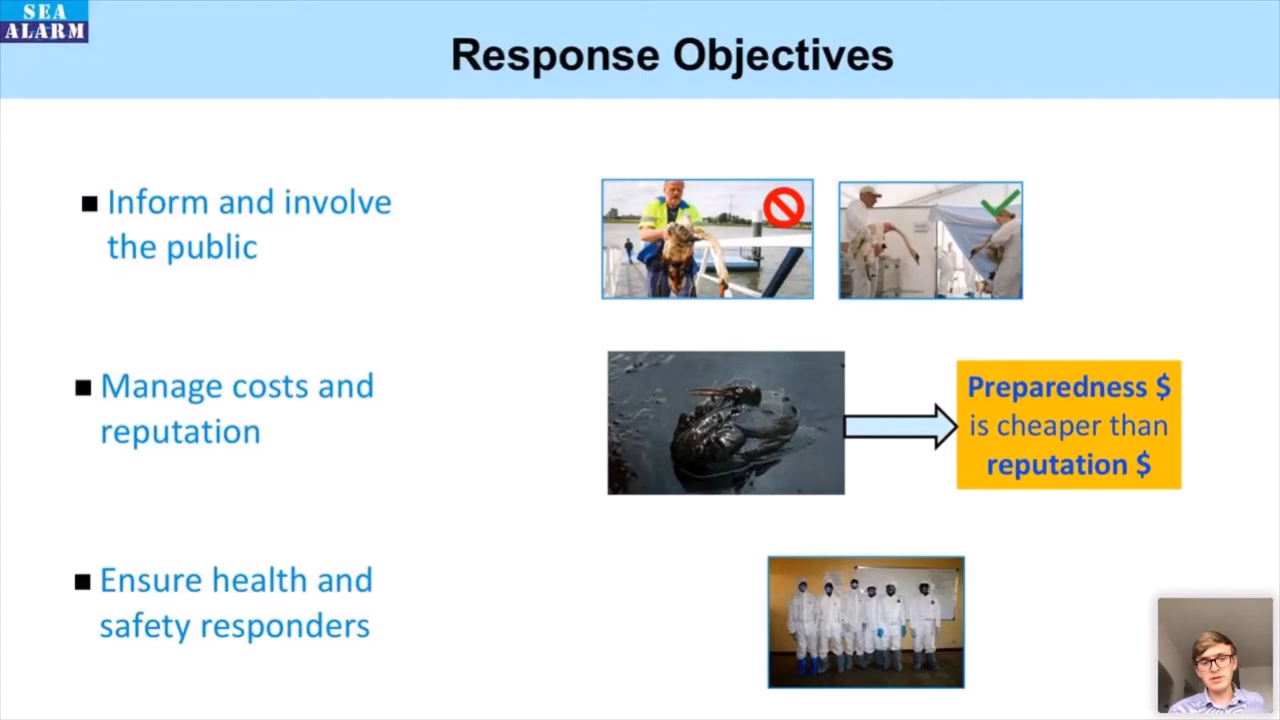 SEA
ALARM
Response Objectives
Inform and involve
the public
Manage costs and
reputation
Preparedness $
is cheaper than
reputation $
Ensure health and
safety responders